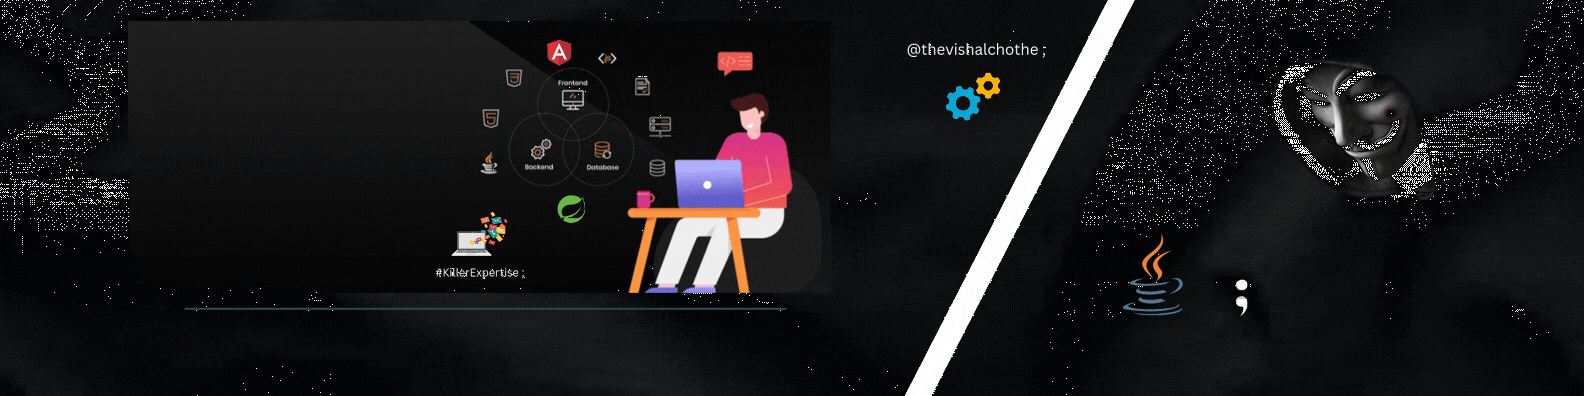 @thevishalchothe ;
Frontend
Backend
Database
#KillerExpertise ;
;